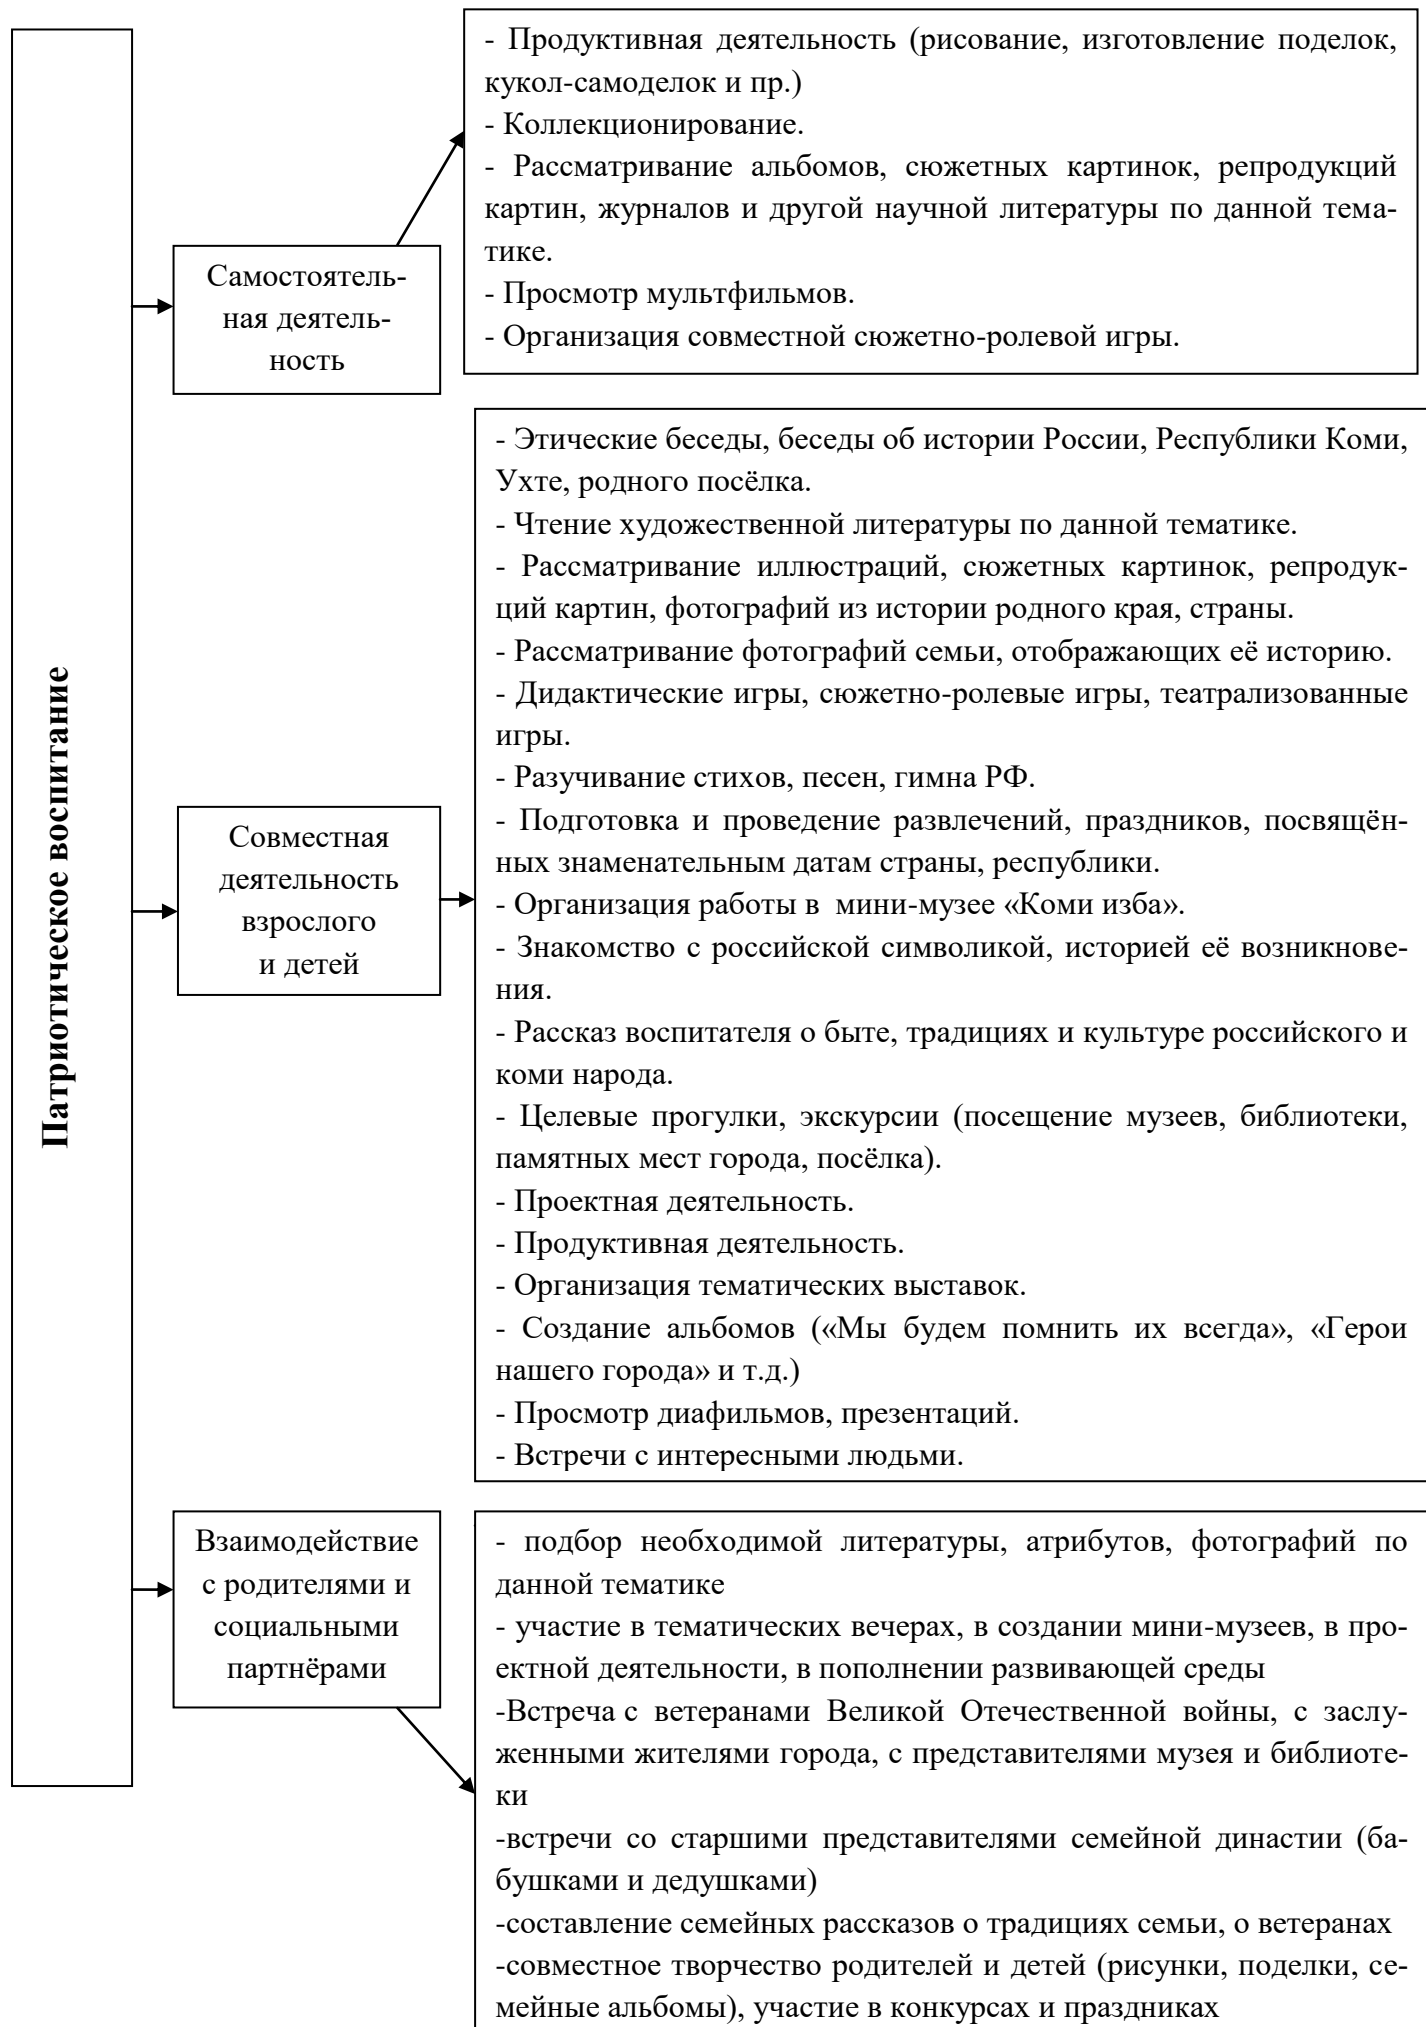 Патриотическое воспитание
Самостоятель-
ная деятель-
ность
- Продуктивная деятельность (рисование, изготовление поделок,
кукол-самоделок и пр.)
- Коллекционирование.
- Рассматривание альбомов, сюжетных картинок, репродукций
картин, журналов и другой научной литературы по данной тема-
тике.
- Просмотр мультфильмов.
- Организация совместной сюжетно-ролевой игры.
Совместная
деятельность
взрослого
и детей
- Этические беседы, беседы об истории России, Республики Коми,
Ухте, родного посёлка.
- Чтение художественной литературы по данной тематике.
- Рассматривание иллюстраций, сюжетных картинок, репродук-
ций картин, фотографий из истории родного края, страны.
- Рассматривание фотографий семьи, отображающих её историю.
- Дидактические игры, сюжетно-ролевые игры, театрализованные
игры.
- Разучивание стихов, песен, гимна РФ.
- Подготовка и проведение развлечений, праздников, посвящён-
ных знаменательным датам страны, республики.
- Организация работы в мини-музее «Коми изба».
- Знакомство с российской символикой, историей её возникнове-
ния.
- Рассказ воспитателя о быте, традициях и культуре российского и
коми народа.
- Целевые прогулки, экскурсии (посещение музеев, библиотеки,
памятных мест города, посёлка).
- Проектная деятельность.
- Продуктивная деятельность.
- Организация тематических выставок.
- Создание альбомов («Мы будем помнить их всегда», «Герои
нашего города» и т.д.)
- Просмотр диафильмов, презентаций.
- Встречи с интересными людьми.
Взаимодействие
с родителями и
социальными
партнёрами
- подбор необходимой литературы, атрибутов, фотографий по
данной тематике
- участие в тематических вечерах, в создании мини-музеев, в про-
ектной деятельности, в пополнении развивающей среды
-Встреча с ветеранами Великой Отечественной войны, с заслу-
женными жителями города, с представителями музея и библиоте-
ки
-встречи со старшими представителями семейной династии (ба-
бушками и дедушками)
-составление семейных рассказов о традициях семьи, о ветеранах
-совместное творчество родителей и детей (рисунки, поделки, се-
мейные альбомы), участие в конкурсах и праздниках